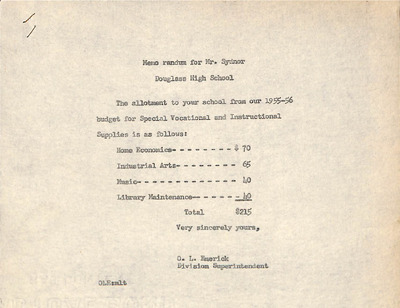 Memo randum for Mr. Synnor
Douglass High School
The allotment to your school from our 1955-56
budget for Special Vocational and Instructional
Supplies is as follows:
Home Economics- - - - - - - - - $ 70
Industrial Arts- - - - - - - - - 65
Music- - - - - - - - - - - - - - 40
Library Maintenance- - - - - - - 40
Total $215
Very sincerely yours,
O. L. Emerick
Division Superintendent
OLE:mlt